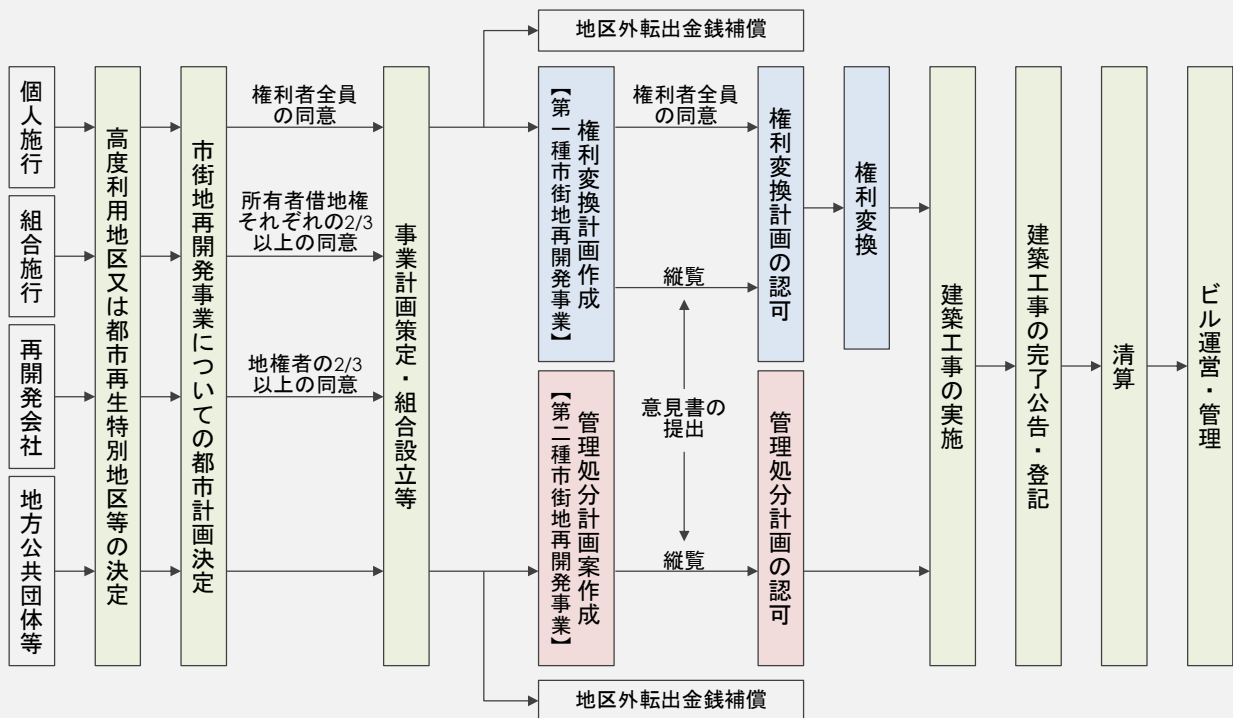 地区外転出金銭補償
個人施行
組合施行
再開発会社
地方公共団体等
高度利用地区又は都市再生特別地区等の決定
市街地再開発事業についての都市計画決定
権利者全員
の同意
所有者借地権
それぞれの2/3
以上の同意
地権者の2/3
以上の同意
事業計画策定・組合設立等
権利変換計画作成
【第一種市街地再開発事業】
管理処分計画案作成
【第二種市街地再開発事業】
権利者全員
の同意
縦覧
意見書の
提出
縦覧
権利変換計画の認可
管理処分計画の認可
権利変換
建築工事の実施
建築工事の完了公告・登記
清算
ビル運営・管理
地区外転出金銭補償